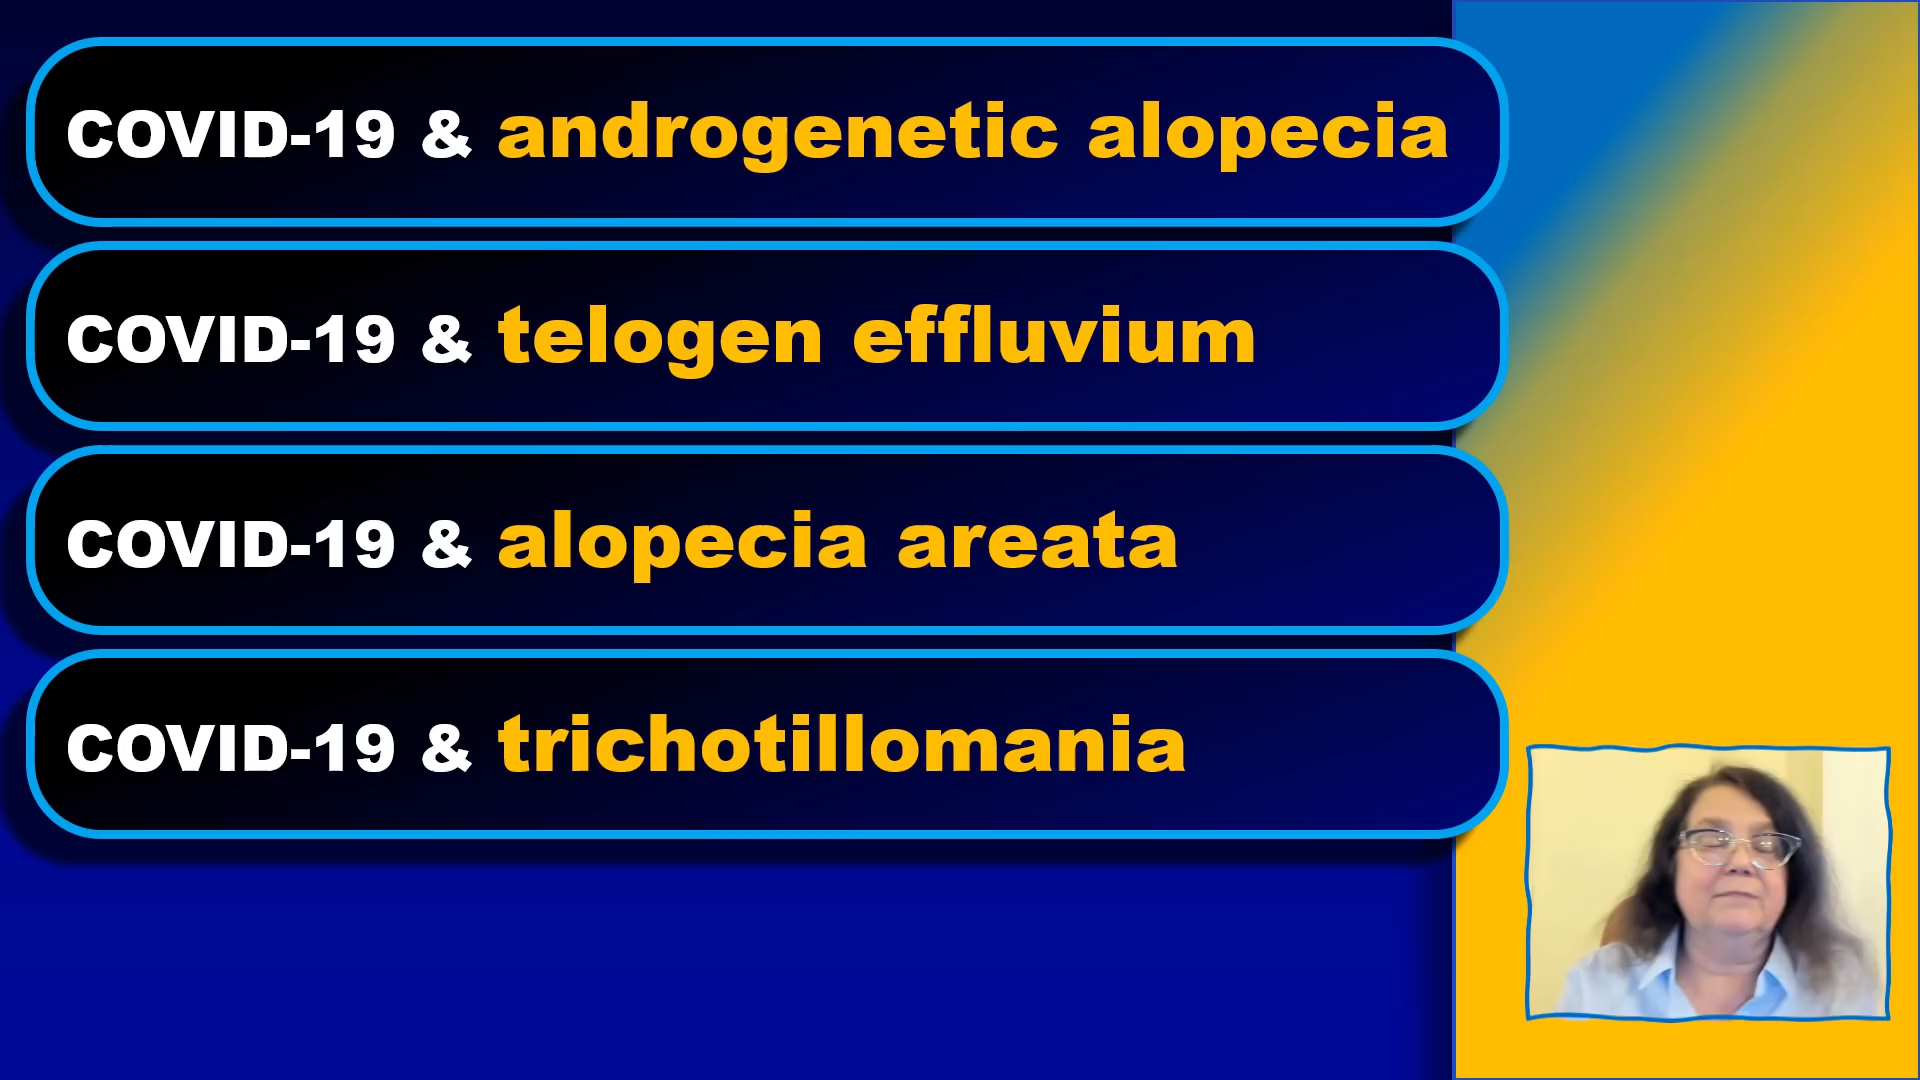 COVID-19 & androgenetic alopecia
COVID-19 & telogen effluvium
COVID-19 & alopecia areata
COVID-19 & trichotillomania